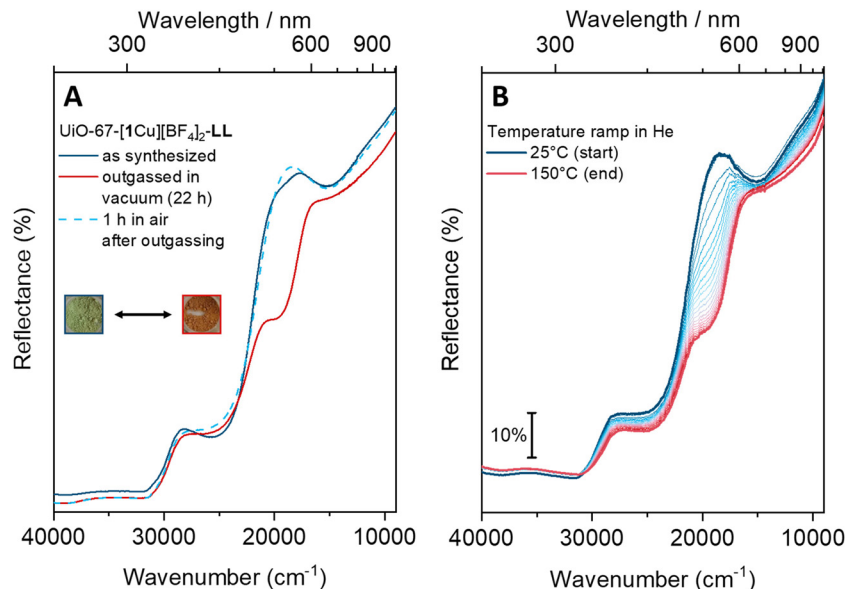 Wavelength / nm
300
600
900
A
UiO-67-[1Cu][BF4]2-LL
as synthesized
outgassed in
vacuum (22 h)
1 h in air
after outgassing
Reflectance (%)
40000
30000
20000
10000
Wavenumber (cm-1)
Wavelength / nm
300
600
900
B
Temperature ramp in He
25°C (start)
150°C (end)
10%
Reflectance (%)
40000
30000
20000
10000
Wavenumber (cm-1)